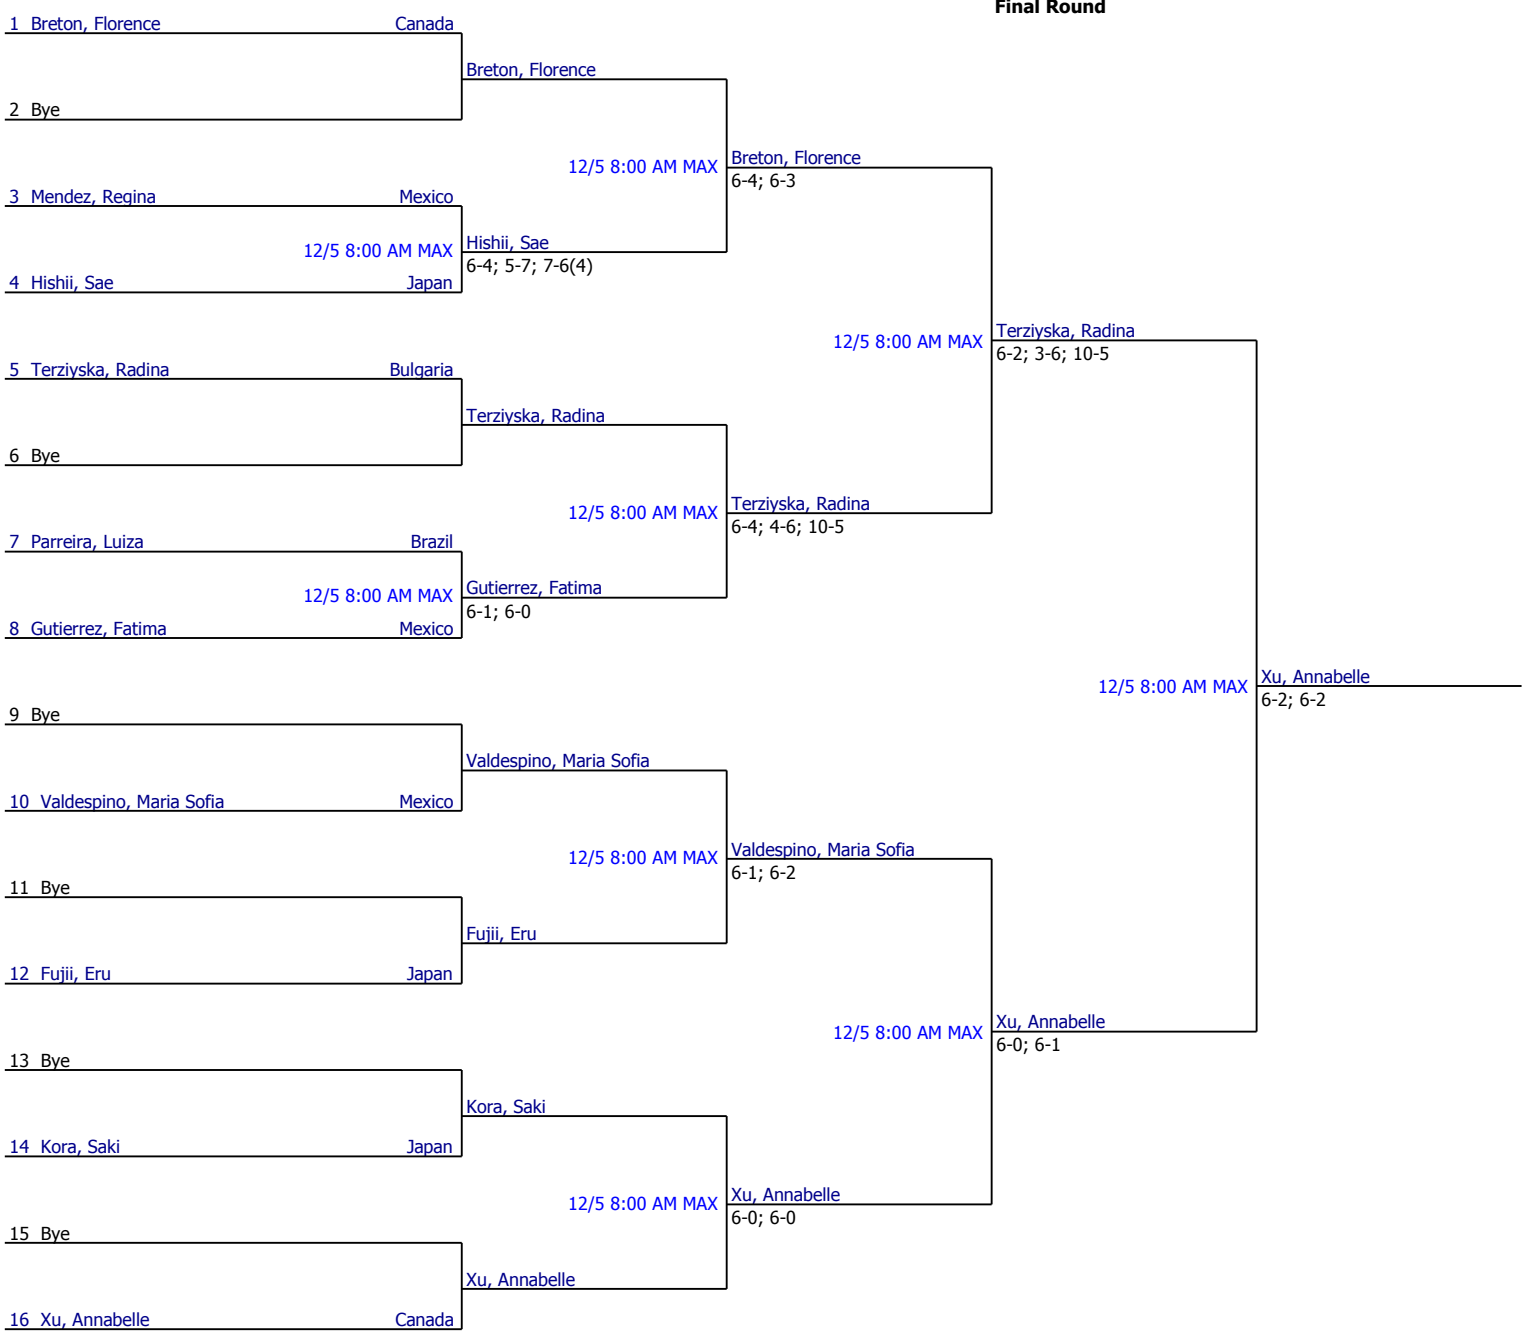 Final Round
1 Breton, Florence Canada
Breton, Florence
2 Bye
12/5 8:00 AM MAX Breton, Florence
6-4; 6-3
3 Mendez, Regina Mexico
12/5 8:00 AM MAX Hishii, Sae
6-4; 5-7; 7-6(4)
4 Hishii, Sae Japan
12/5 8:00 AM MAX Terziyska, Radina
6-2; 3-6; 10-5
5 Terziyska, Radina Bulgaria
Terziyska, Radina
6 Bye
12/5 8:00 AM MAX Terziyska, Radina
6-4; 4-6; 10-5
7 Parreira, Luiza Brazil
12/5 8:00 AM MAX Gutierrez, Fatima
6-1; 6-0
8 Gutierrez, Fatima Mexico
12/5 8:00 AM MAX Xu, Annabelle
6-2; 6-2
9 Bye
Valdespino, Maria Sofia
10 Valdespino, Maria Sofia Mexico
12/5 8:00 AM MAX Valdespino, Maria Sofia
6-1; 6-2
11 Bye
Fujii, Eru
12 Fujii, Eru Japan
12/5 8:00 AM MAX Xu, Annabelle
6-0; 6-1
13 Bye
Kora, Saki
14 Kora, Saki Japan
12/5 8:00 AM MAX Xu, Annabelle
6-0; 6-0
15 Bye
Xu, Annabelle
16 Xu, Annabelle Canada